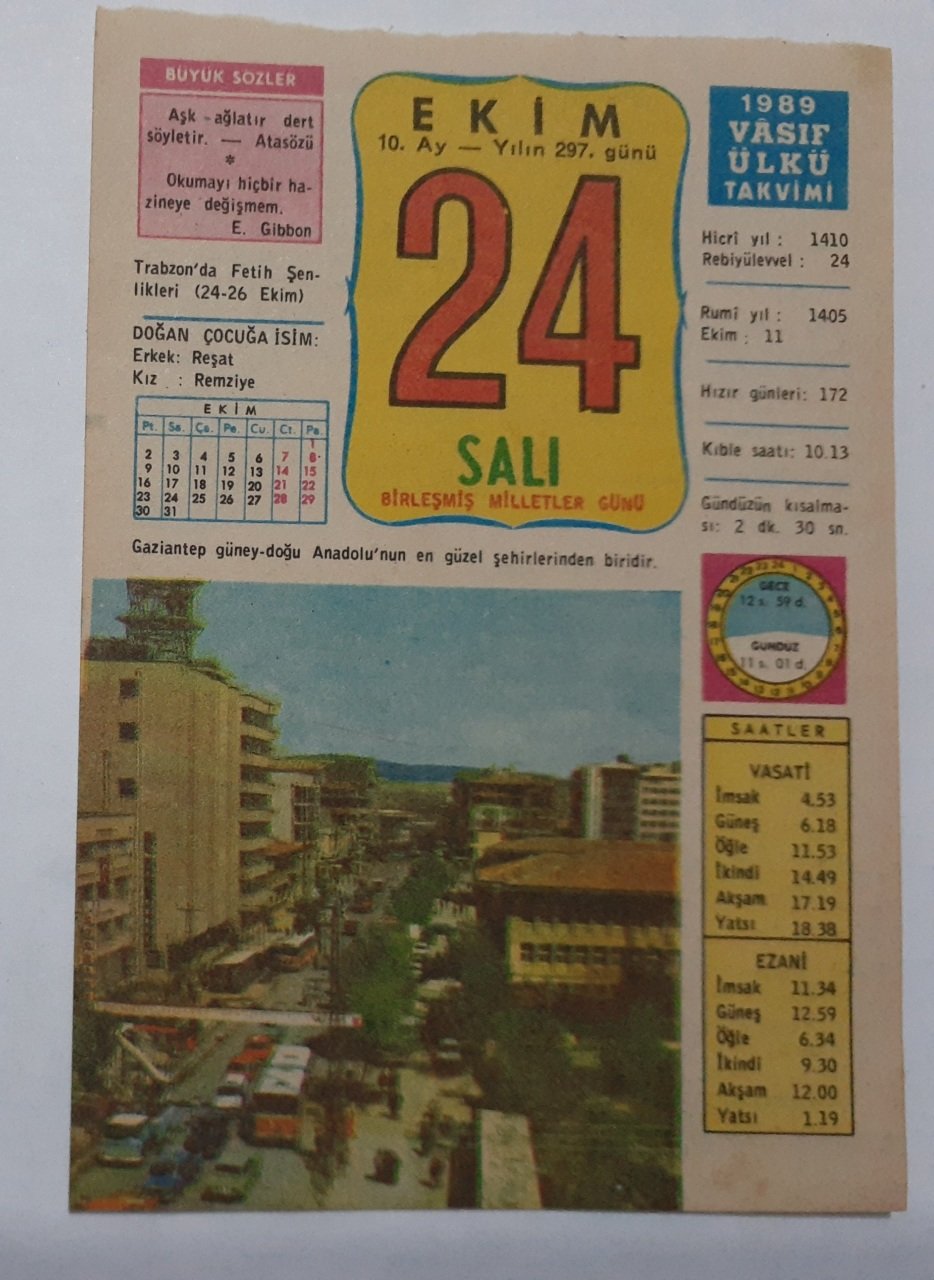 BÜYÜK SÖZLER
Aşk ağlatır dert
söyletir. — Atasözü
*
Okumayı hiçbir ha-
zineye değişmem.
E. Gibbon
Trabzon'da Fetih Şen-
likleri (24-26 Ekim)
DOĞAN ÇOCUĞA İSİM:
Erkek: Reşat
Kız : Remziye
EKİM
Pt. Sa. Ça. Pe. Cu. Ct. Pa.
1
2 3 4 5 6 7 8
9 10 11 12 13 14 15
16 17 18 19 20 21 22
23 24 25 26 27 28 29
30 31
EKİM
10. Ay — Yılın 297. günü
24
SALI
BİRLEŞMİŞ MİLLETLER GÜNÜ
1989
VÂSIF
ÜLKÜ
TAKVİMİ
Hicrî yıl : 1410
Rebiyülevvel : 24
Rumî yıl : 1405
Ekim : 11
Hızır günleri: 172
Kıble saatı: 10.13
Gündüzün kısalma-
sı: 2 dk. 30 sn.
Gaziantep güney-doğu Anadolu'nun en güzel şehirlerinden biridir.
GECE
12 s. 59 d.
GÜNDÜZ
11 s. 01 d.
SAATLER
VASATİ
İmsak 4.53
Güneş 6.18
Öğle 11.53
İkindi 14.49
Akşam 17.19
Yatsı 18.38
EZANİ
İmsak 11.34
Güneş 12.59
Öğle 6.34
İkindi 9.30
Akşam 12.00
Yatsı 1.19